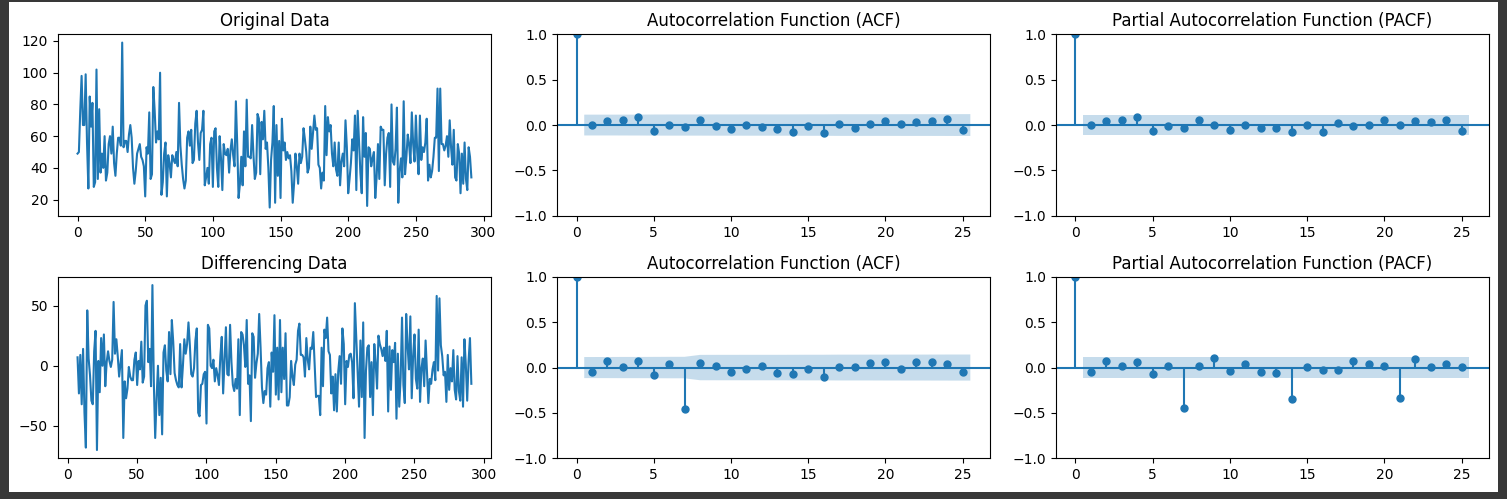 Original Data
120
100
80
60
40
20
0 50 100 150 200 250 300
Autocorrelation Function (ACF)
1.0
0.5
0.0
−0.5
−1.0
0 5 10 15 20 25
Partial Autocorrelation Function (PACF)
1.0
0.5
0.0
−0.5
−1.0
0 5 10 15 20 25
Differencing Data
50
0
−50
0 50 100 150 200 250 300
Autocorrelation Function (ACF)
1.0
0.5
0.0
−0.5
−1.0
0 5 10 15 20 25
Partial Autocorrelation Function (PACF)
1.0
0.5
0.0
−0.5
−1.0
0 5 10 15 20 25